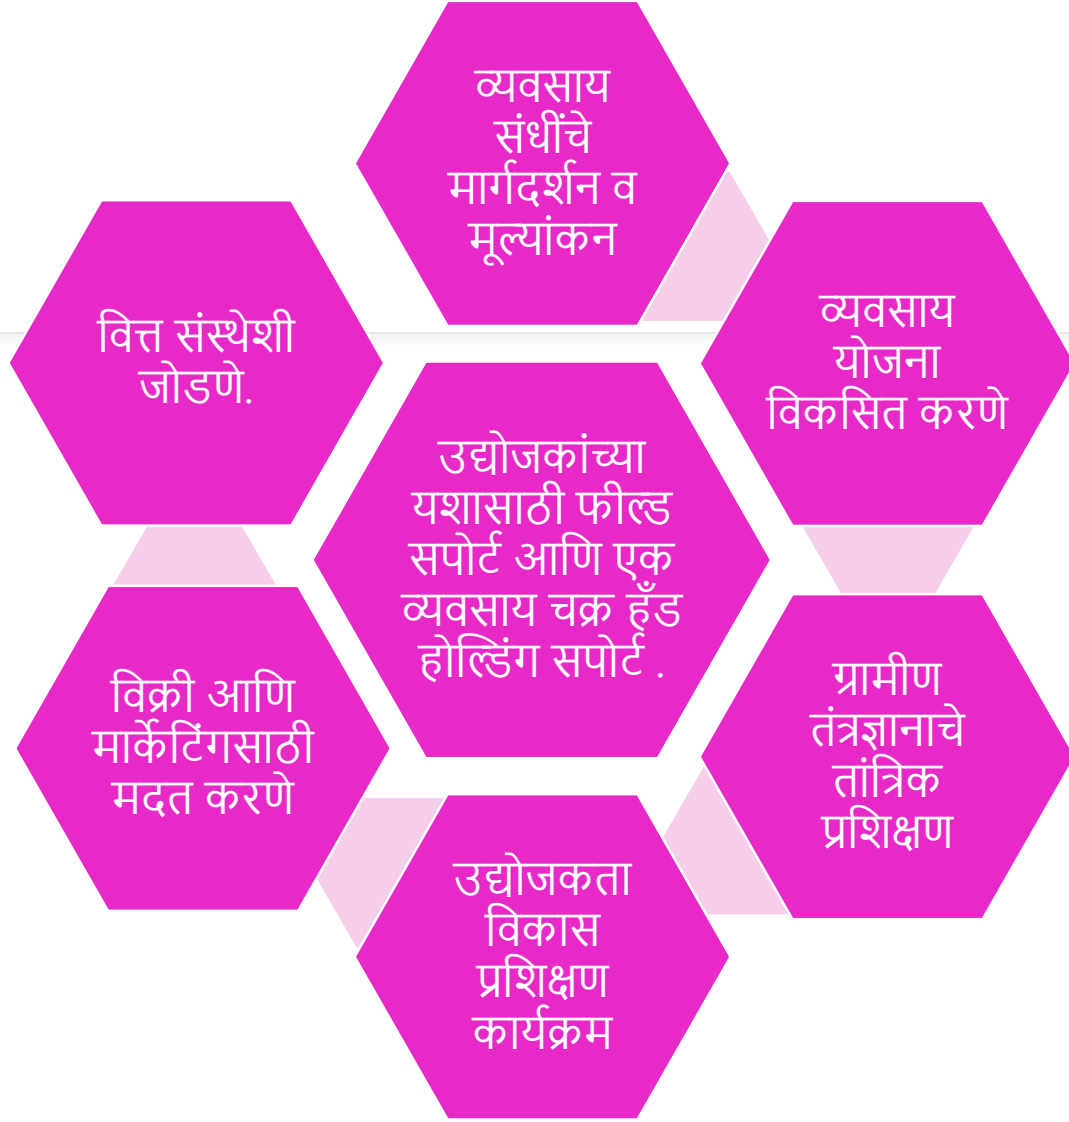 व्यवसाय
संधींचे
मार्गदर्शन व
मूल्यांकन
व्यवसाय
योजना
विकसित करणे
ग्रामीण
तंत्रज्ञानाचे
तांत्रिक
प्रशिक्षण
उद्योजकता
विकास
प्रशिक्षण
कार्यक्रम
विक्री आणि
मार्केटिंगसाठी
मदत करणे
वित्त संस्थेशी
जोडणे.
उद्योजकांच्या
यशासाठी फील्ड
सपोर्ट आणि एक
व्यवसाय चक्र हँड
होल्डिंग सपोर्ट .